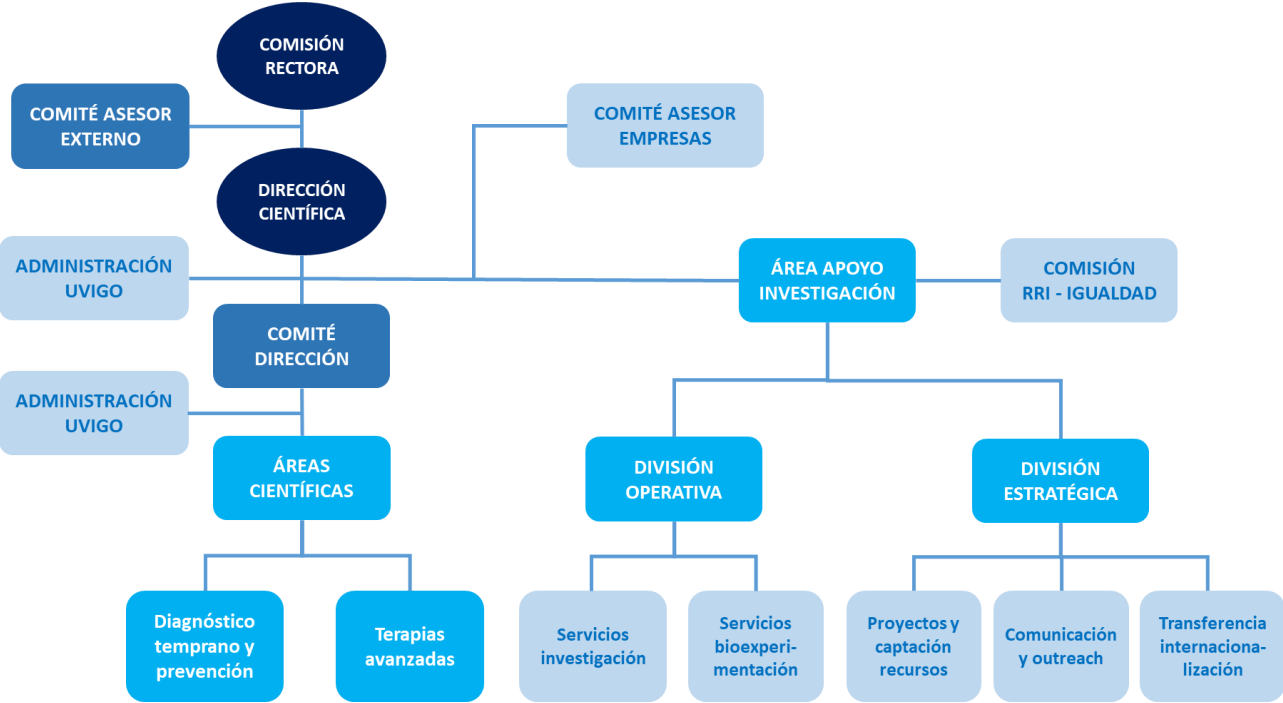 COMISIÓN
RECTORA
COMITÉ ASESOR
EXTERNO
COMITÉ ASESOR
EMPRESAS
DIRECCIÓN
CIENTÍFICA
ADMINISTRACIÓN
UVIGO
ÁREA APOYO
INVESTIGACIÓN
COMISIÓN
RRI - IGUALDAD
COMITÉ
DIRECCIÓN
ADMINISTRACIÓN
UVIGO
ÁREAS
CIENTÍFICAS
DIVISIÓN
OPERATIVA
DIVISIÓN
ESTRATÉGICA
Diagnóstico
temprano y
prevención
Terapias
avanzadas
Servicios
investigación
Servicios
bioexperi-
mentación
Proyectos y
captación
recursos
Comunicación
y outreach
Transferencia
internaciona-
lización